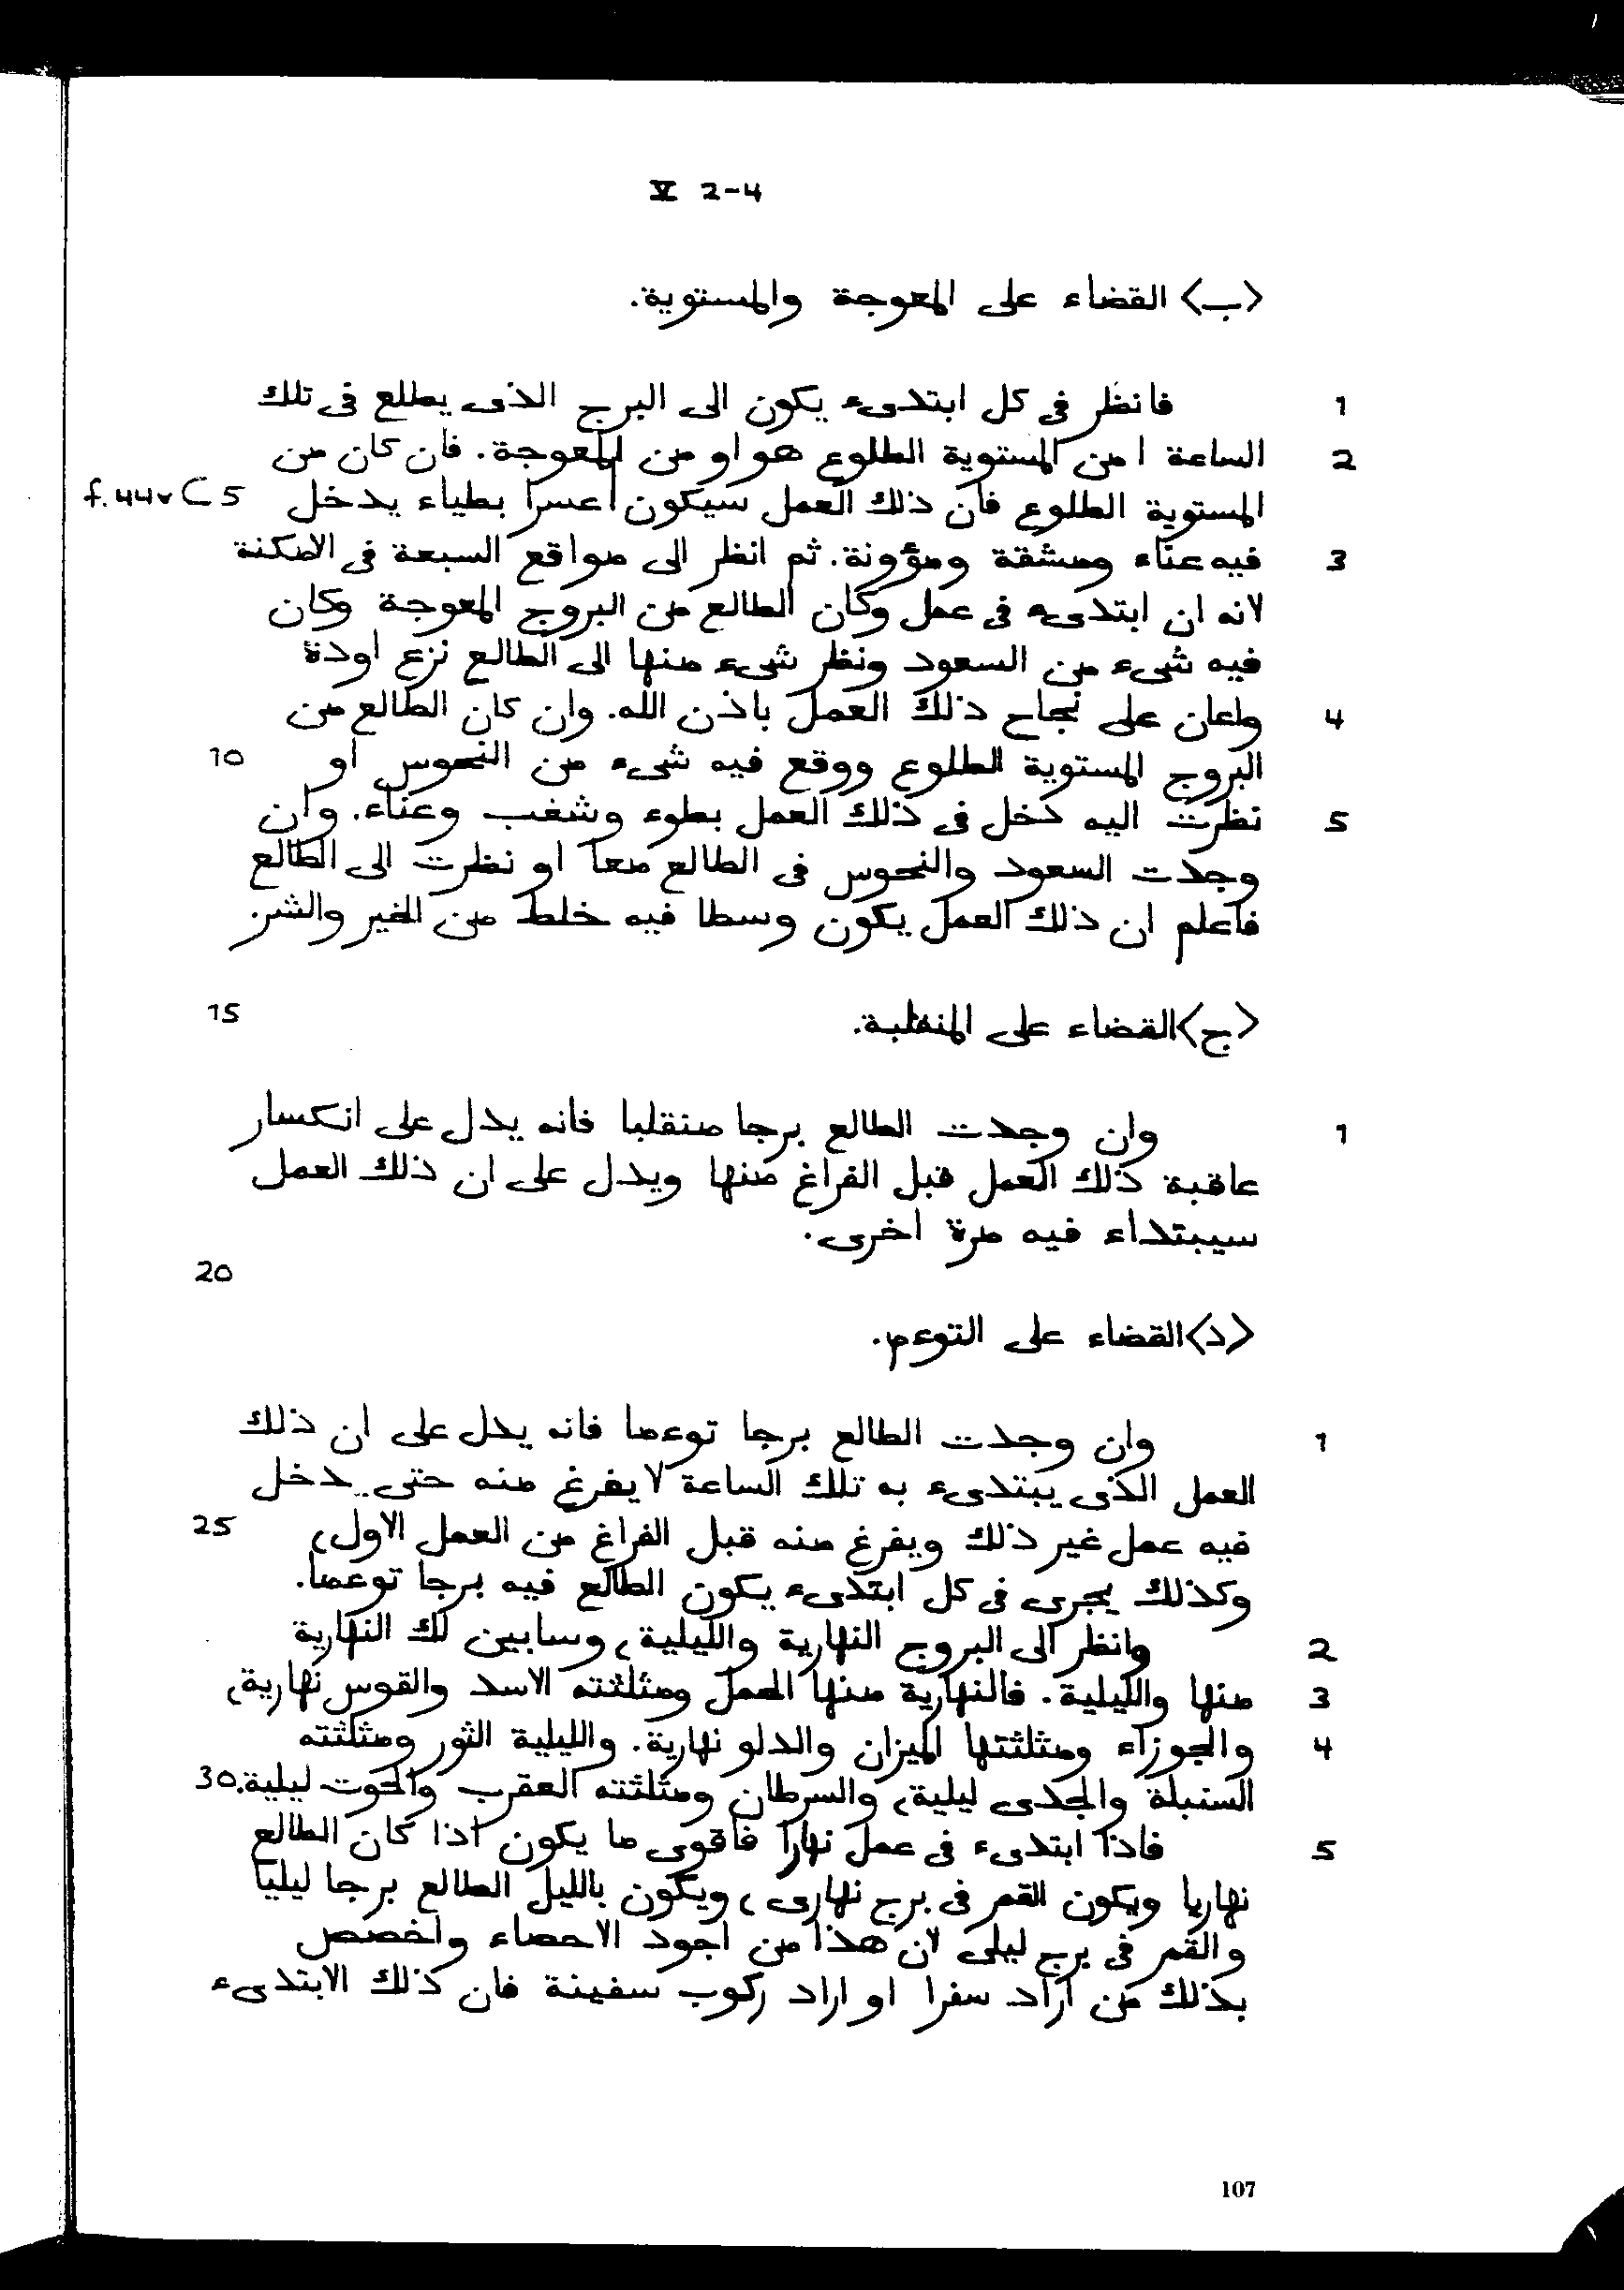 V 2-4
<ب> القضاء على المعوجة والمستوية.
1 فانظر فى كل ابتدىء يكون الى البرج الذى يطلع فى تلك
2 الساعة امن المستوية الطلوع هو او من المعوجة. فان كان من
المستوية الطلوع فان ذلك العمل سيكون اعسرا بطياء يدخل f.44v C 5
3 فيه عناء ومشقة ومؤونة. ثم انظر الى مواقع السبعة فى الامكنة
لانه ان ابتدىء فى عمل وكان الطالع من البروج المعوجة وكان
فيه شىء من السعود ونظر شىء منها الى الطالع نزع اودة
4 واعان على نجاح ذلك العمل باذن الله. وان كان الطالع من
البروج المستوية الطلوع ووقع فيه شىء من النحوس او 10
5 نظرت اليه دخل فى ذلك العمل بطوء وشغب وعناء. وان
وجدت السعود والنحوس فى الطالع معا او نظرت الى الطالع
فاعلم ان ذلك العمل يكون وسطا فيه خلط من الخير والشر.
<ج> القضاء على المنقلبة. 15
1 وان وجدت الطالع برجا منقلبا فانه يدل على انكسار
عاقبة ذلك العمل قبل الفراغ منها ويدل على ان ذلك العمل
سيبتداء فيه مرة اخرى.
20
<د> القضاء على التوءم.
1 وان وجدت الطالع برجا توءما فانه يدل على ان ذلك
العمل الذى يبتدىء به تلك الساعة لا يفرغ منه حتى يدخل
فيه عمل غير ذلك ويفرغ منه قبل الفراغ من العمل الاول، 25
وكذلك يجرى فى كل ابتدىء يكون الطالع فيه برجا توءما.
2 وانظر الى البروج النهارية والليلية، وسابين لك النهارية
3 منها والليلية. فالنهارية منها الحمل ومثلثته الاسد والقوس نهارية،
4 والجوزاء ومثلثتها الميزان والدلو نهارية. والليلية الثور ومثلثته
السنبلة والجدى ليلية، والسرطان ومثلثته العقرب والحوت ليلية. 30
5 فاذا ابتدىء فى عمل نهارا فاقوى ما يكون اذا كان الطالع
نهاريا ويكون القمر فى برج نهارى، ويكون بالليل الطالع برجا ليليا
والقمر فى برج ليلى لان هذا من اجود الاحصاء واخصص
بذلك من اراد سفرا او اراد ركوب سفينة فان ذلك الابتدىء
107